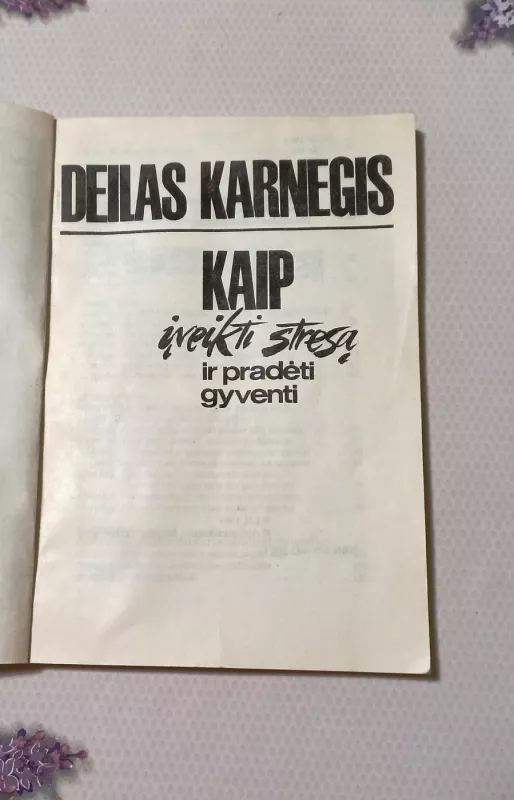 DEILAS KARNEGIS
KAIP
įveikti stresą
ir pradėti
gyventi